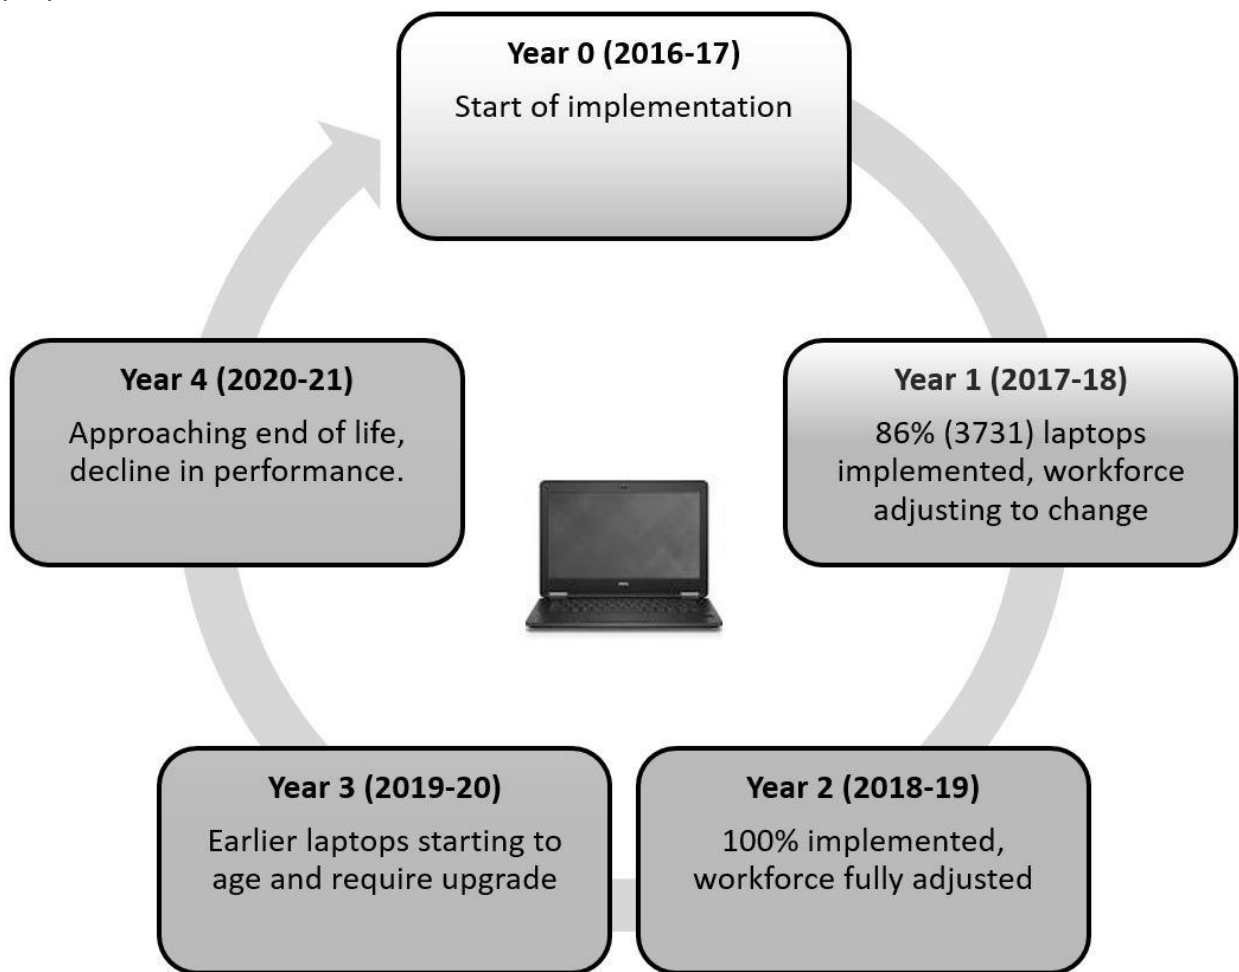 Year 0 (2016-17)
Start of implementation
Year 1 (2017-18)
86% (3731) laptops
implemented, workforce
adjusting to change
Year 2 (2018-19)
100% implemented,
workforce fully adjusted
Year 3 (2019-20)
Earlier laptops starting to
age and require upgrade
Year 4 (2020-21)
Approaching end of life,
decline in performance.